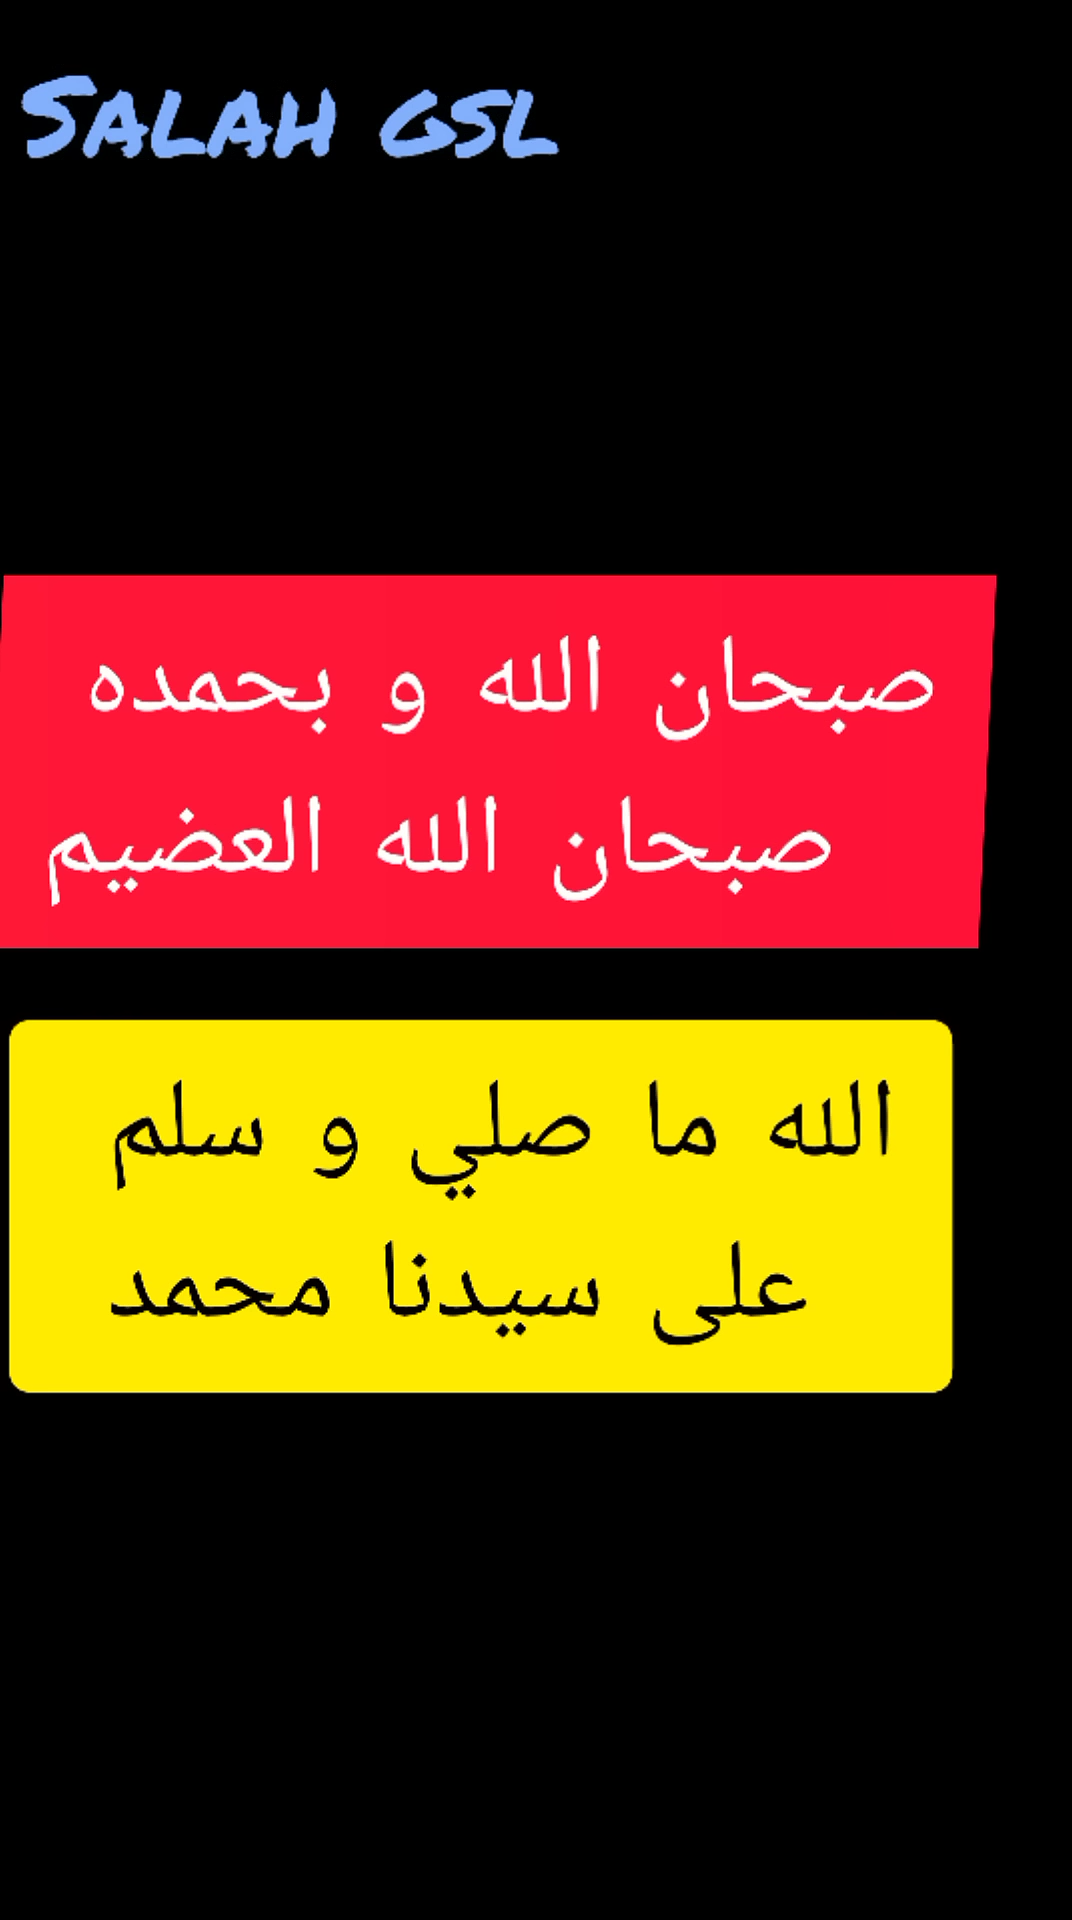 Salah gsl
صبحان الله و بحمده
صبحان الله العضيم
الله ما صلي و سلم
على سيدنا محمد